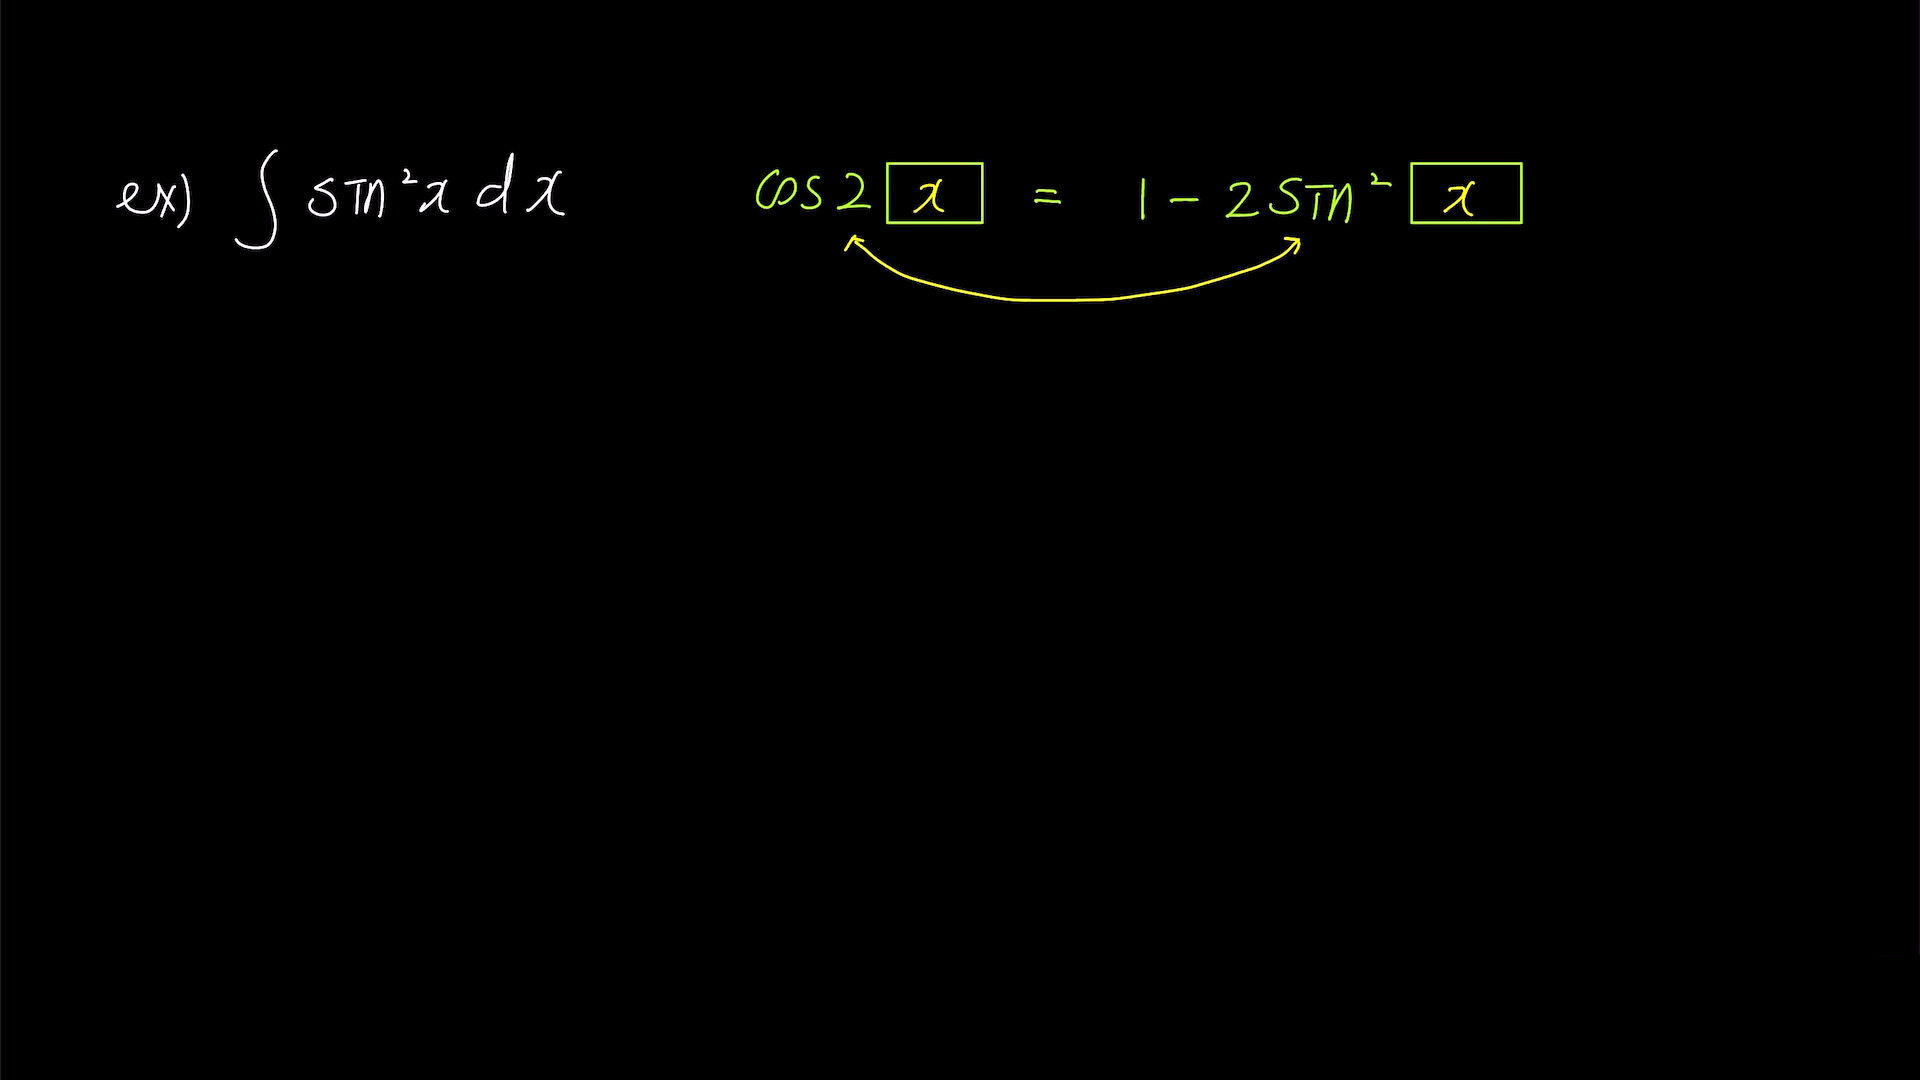 ex) ∫ sin²x dx    cos 2 x = 1 - 2 sin² x